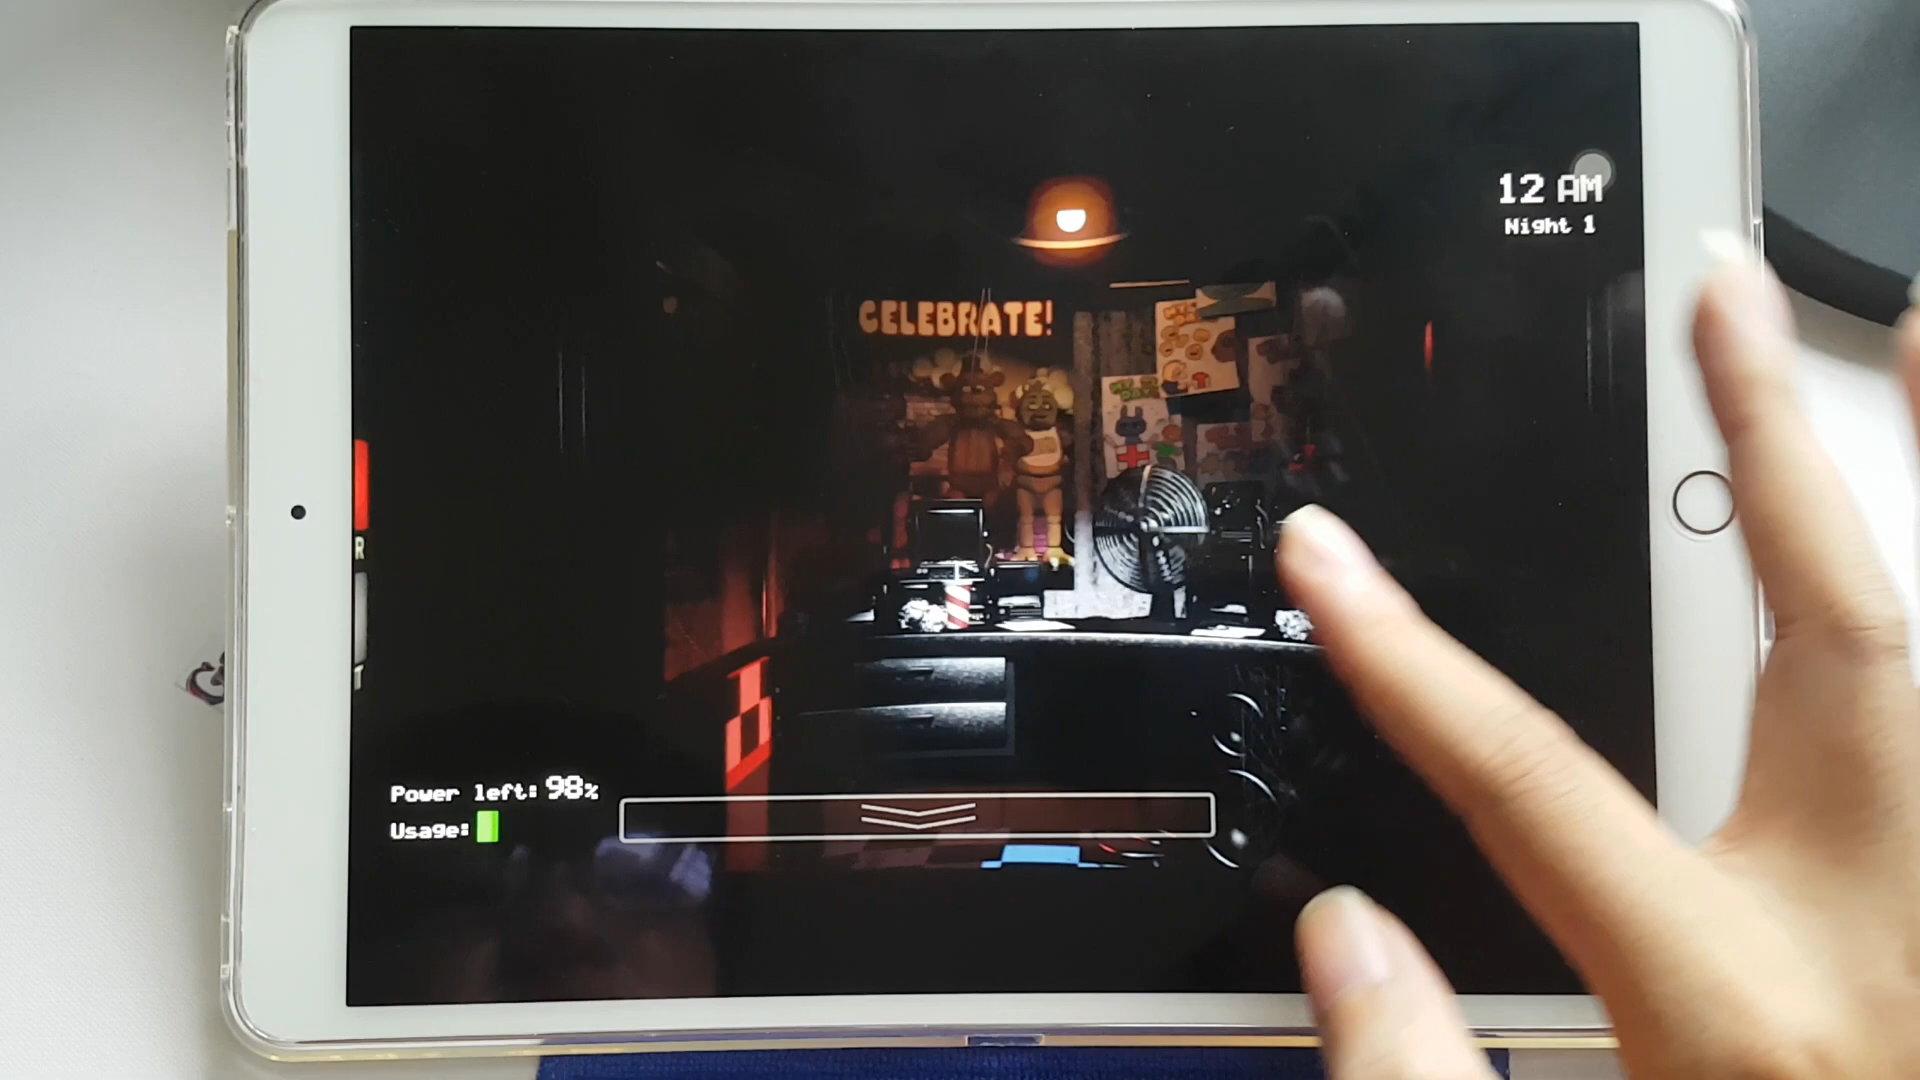 12 AM
Night 1
CELEBRATE!
R
T
Power left: 98%
Usage: